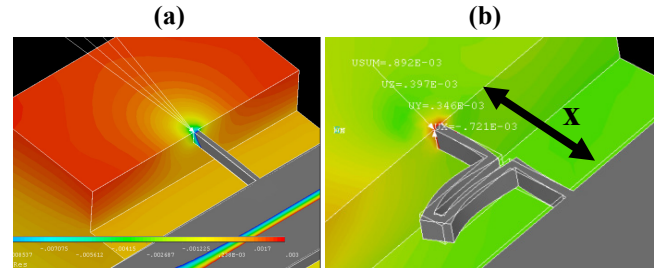 (a)
(b)
USUM=.892E-03
UZ=.397E-03
UY=.346E-03
UX=-.721E-03
X
-.007075 -.00415 -.001225 .0017
-.005612 -.002687 .003